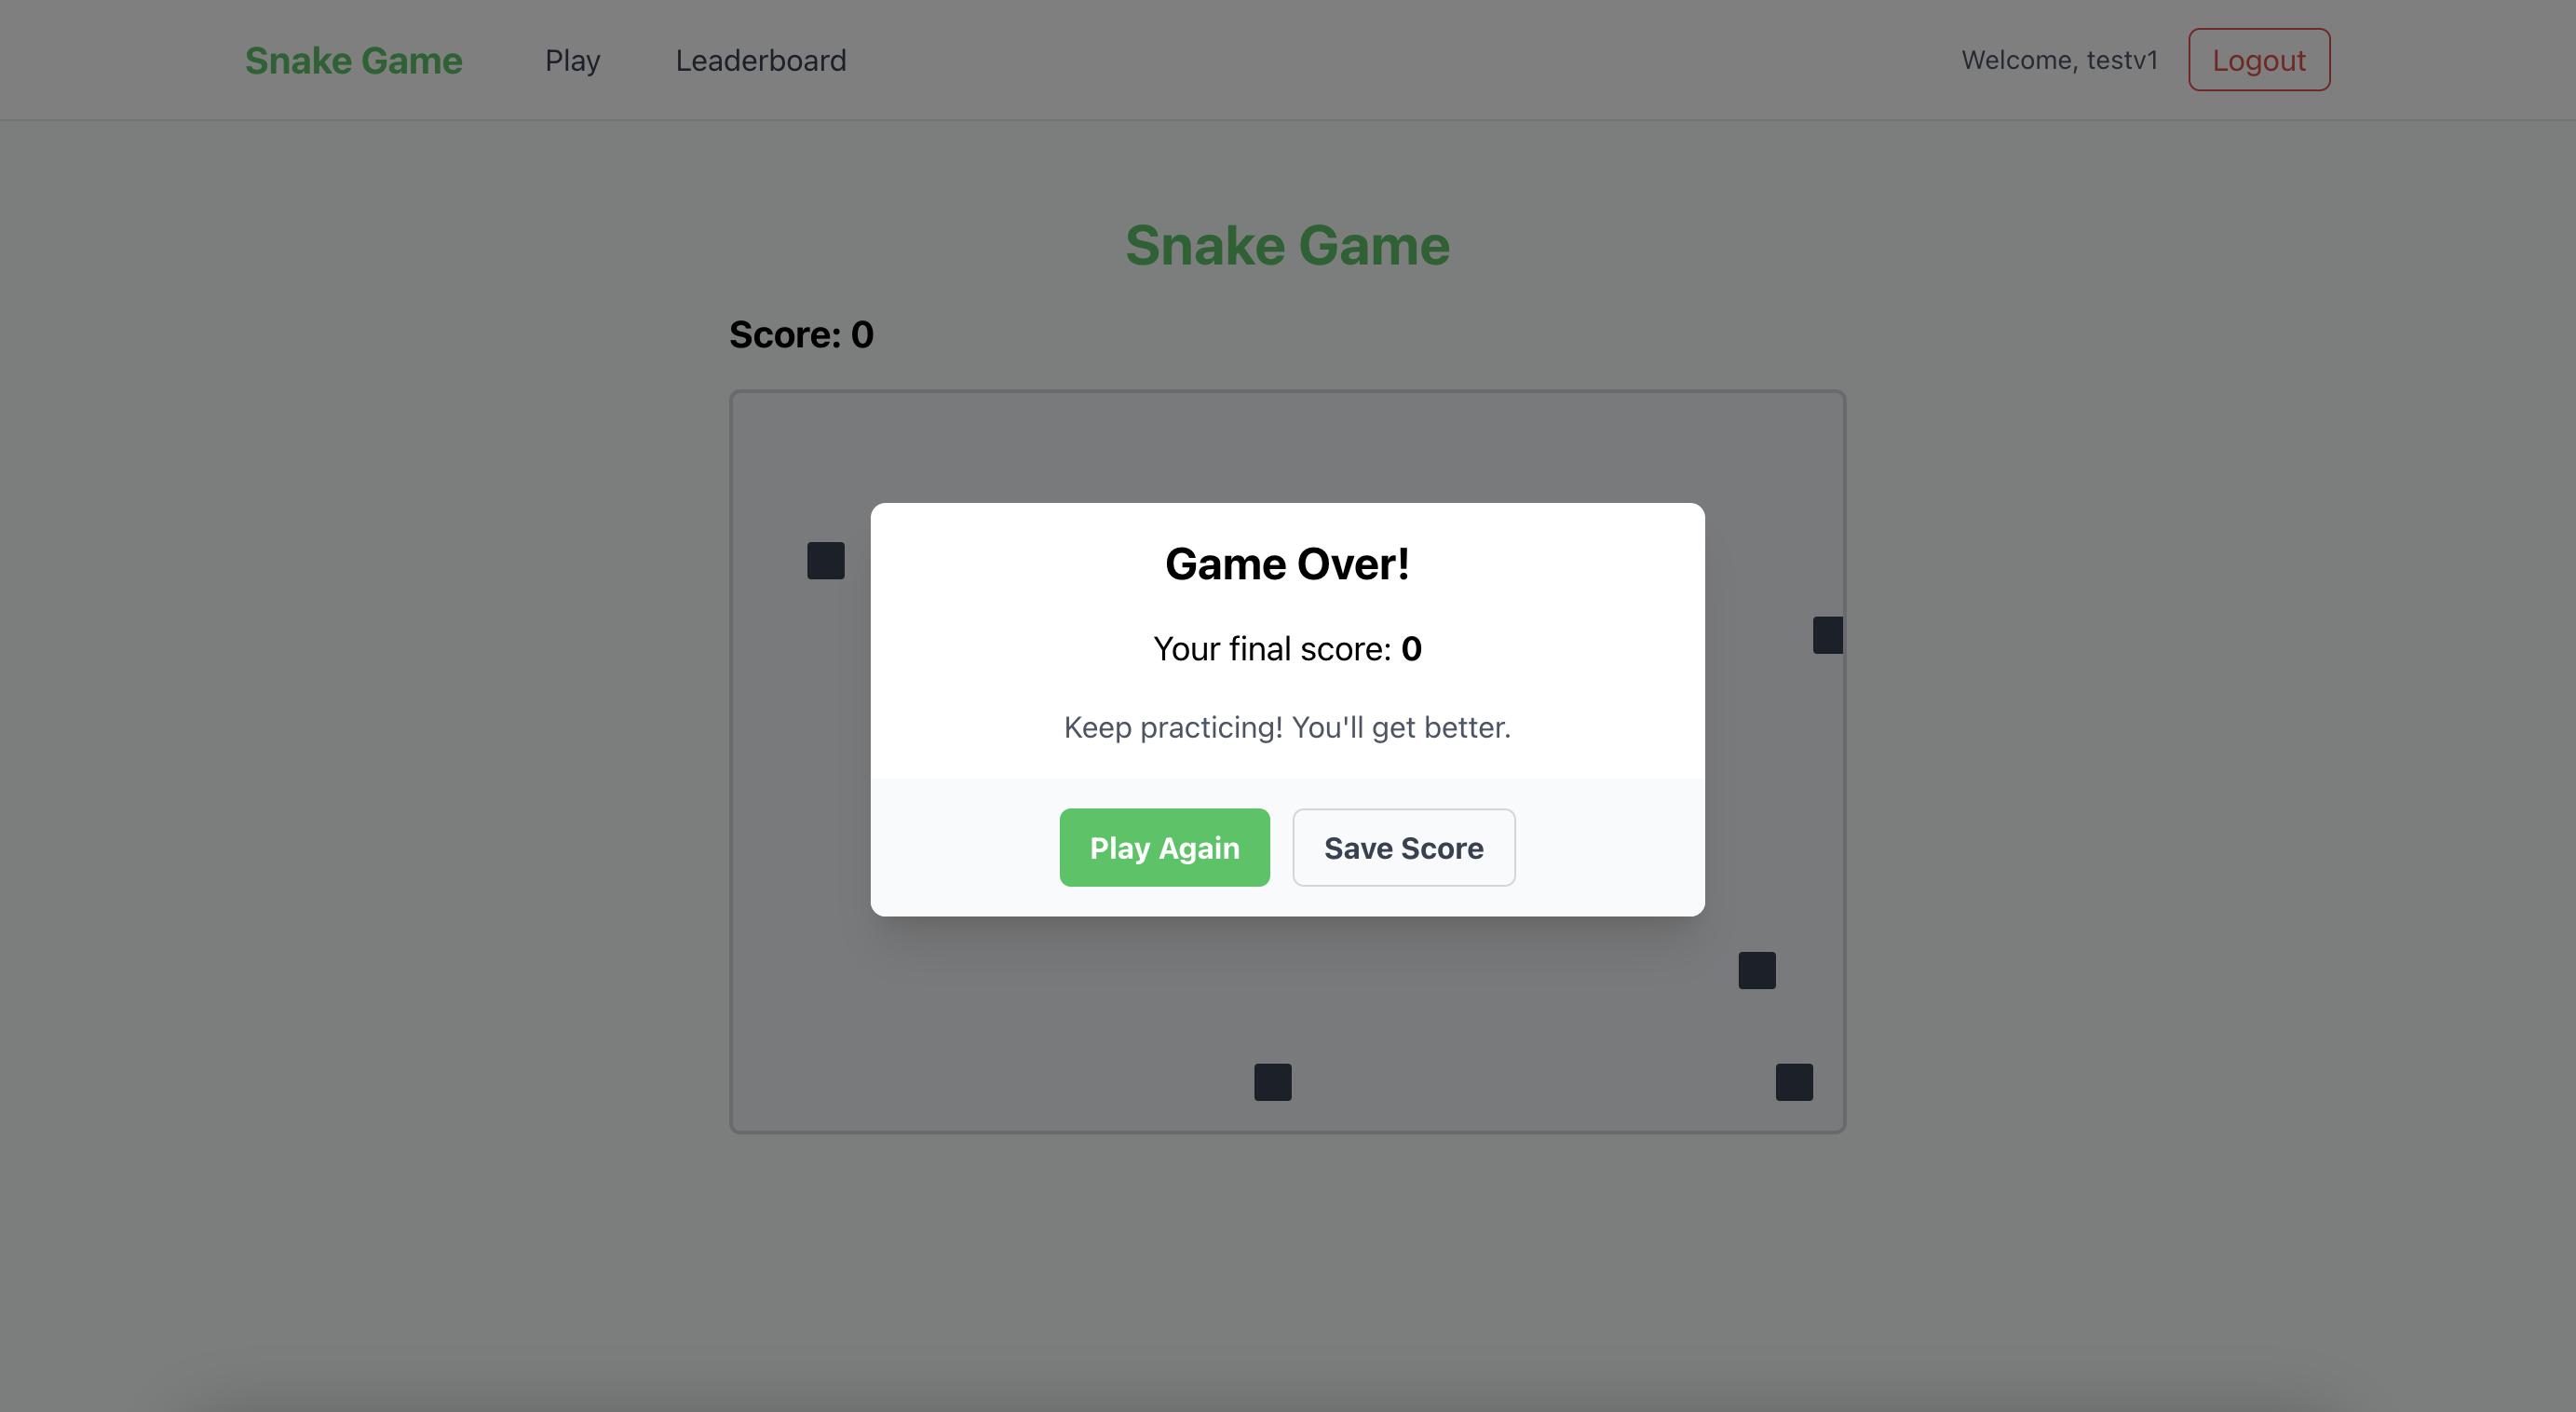 Snake Game Play Leaderboard Welcome, testv1 Logout
Snake Game
Score: 0
Game Over!
Your final score: 0
Keep practicing! You'll get better.
Play Again Save Score